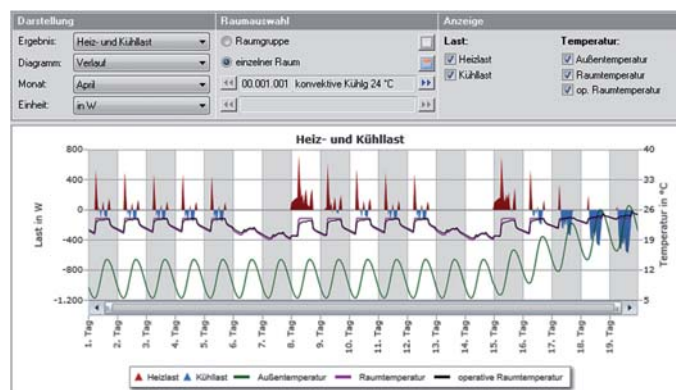 Darstellung
Ergebnis: Heiz- und Kühllast
Diagramm: Verlauf
Monat: April
Einheit: in W
Raumauswahl
Raumgruppe
einzelner Raum
00.001.001 konvektive Kühlg 24 °C
Anzeige
Last:
Heizlast
Kühllast
Temperatur:
Außentemperatur
Raumtemperatur
op. Raumtemperatur
Heiz- und Kühllast
Last in W
800
400
0
-400
-800
-1.200
Temperatur in °C
40
33
26
19
12
5
1. Tag
2. Tag
3. Tag
4. Tag
5. Tag
6. Tag
7. Tag
8. Tag
9. Tag
10. Tag
11. Tag
12. Tag
13. Tag
14. Tag
15. Tag
16. Tag
17. Tag
18. Tag
19. Tag
Heizlast Kühllast Außentemperatur Raumtemperatur operative Raumtemperatur